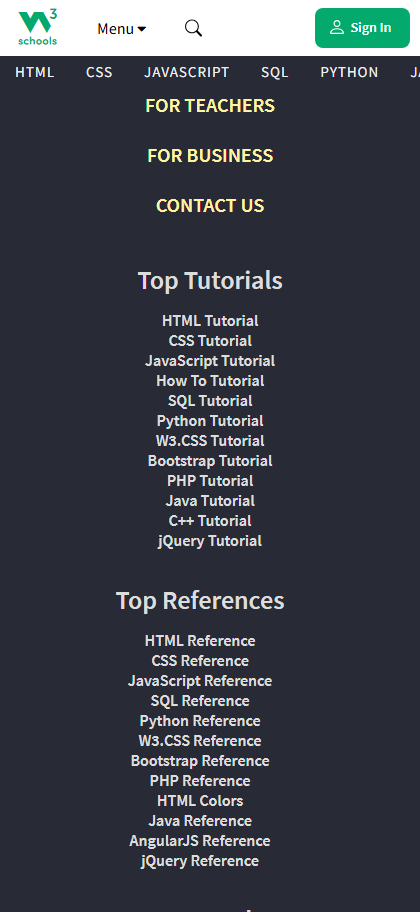 3
schools
Menu
Sign In
HTML CSS JAVASCRIPT SQL PYTHON
FOR TEACHERS
FOR BUSINESS
CONTACT US
Top Tutorials
HTML Tutorial
CSS Tutorial
JavaScript Tutorial
How To Tutorial
SQL Tutorial
Python Tutorial
W3.CSS Tutorial
Bootstrap Tutorial
PHP Tutorial
Java Tutorial
C++ Tutorial
jQuery Tutorial
Top References
HTML Reference
CSS Reference
JavaScript Reference
SQL Reference
Python Reference
W3.CSS Reference
Bootstrap Reference
PHP Reference
HTML Colors
Java Reference
AngularJS Reference
jQuery Reference